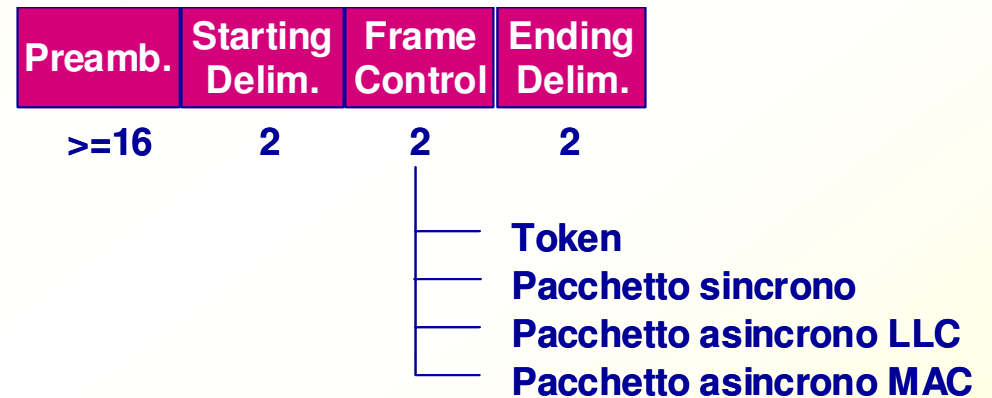 Preamb. Starting Delim. Frame Control Ending Delim.
>=16 2 2 2
Token
Pacchetto sincrono
Pacchetto asincrono LLC
Pacchetto asincrono MAC